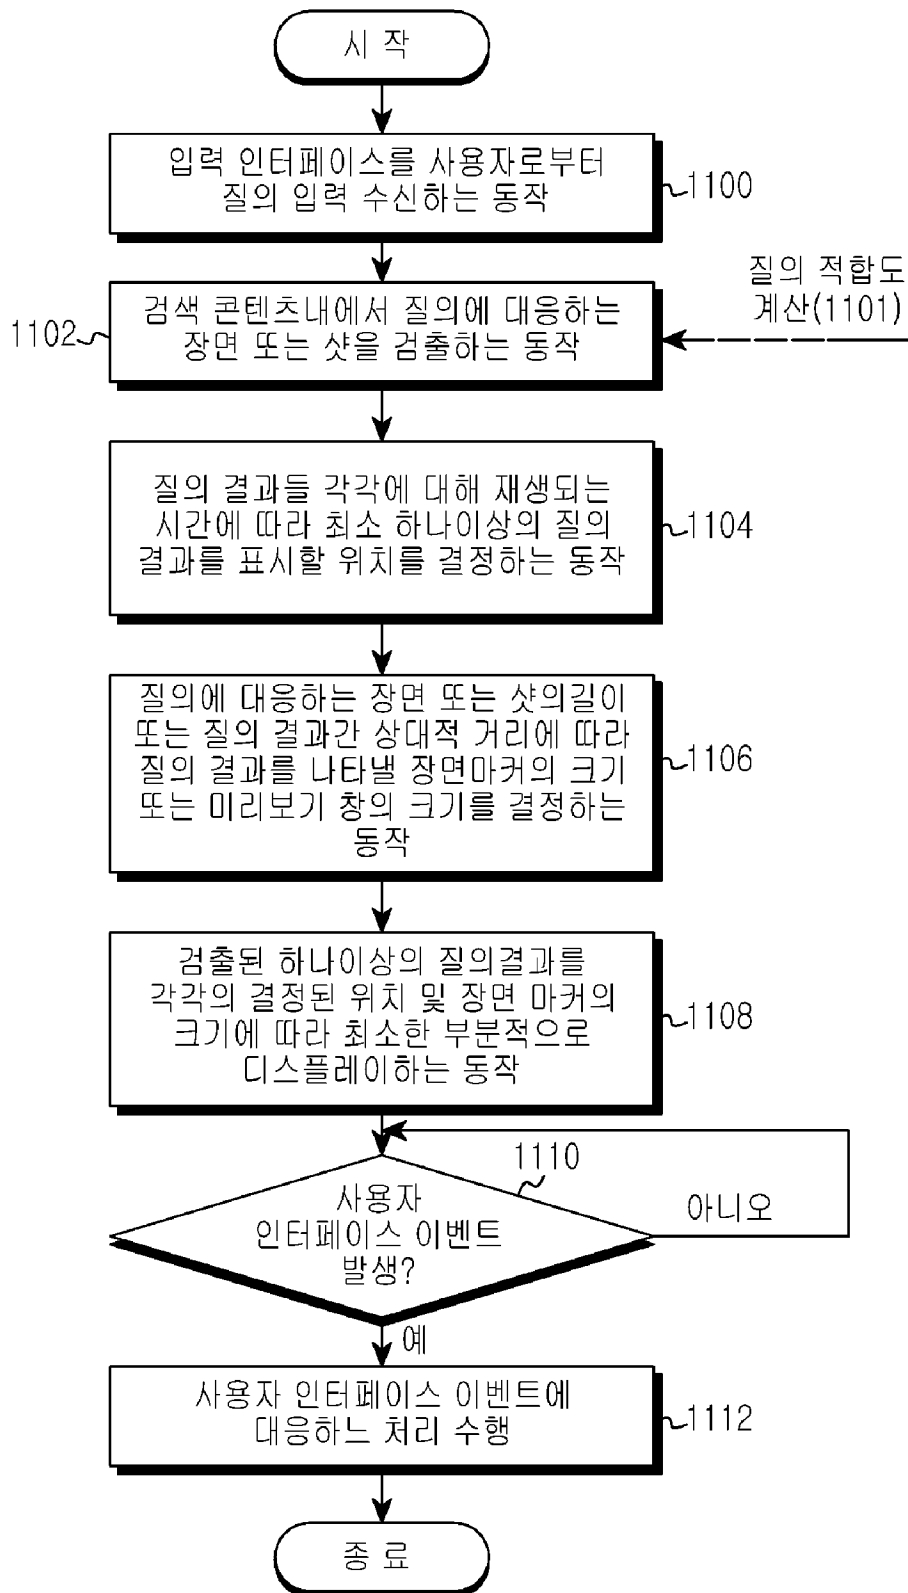 시 작
입력 인터페이스를 사용자로부터
질의 입력 수신하는 동작
1100
질의 적합도
계산(1101)
검색 콘텐츠내에서 질의에 대응하는
장면 또는 샷을 검출하는 동작
1102
질의 결과들 각각에 대해 재생되는
시간에 따라 최소 하나이상의 질의
결과를 표시할 위치를 결정하는 동작
1104
질의에 대응하는 장면 또는 샷의길이
또는 질의 결과간 상대적 거리에 따라
질의 결과를 나타낼 장면마커의 크기
또는 미리보기 창의 크기를 결정하는
동작
1106
검출된 하나이상의 질의결과를
각각의 결정된 위치 및 장면 마커의
크기에 따라 최소한 부분적으로
디스플레이하는 동작
1108
1110
사용자
인터페이스 이벤트
발생?
아니오
예
사용자 인터페이스 이벤트에
대응하느 처리 수행
1112
종 료